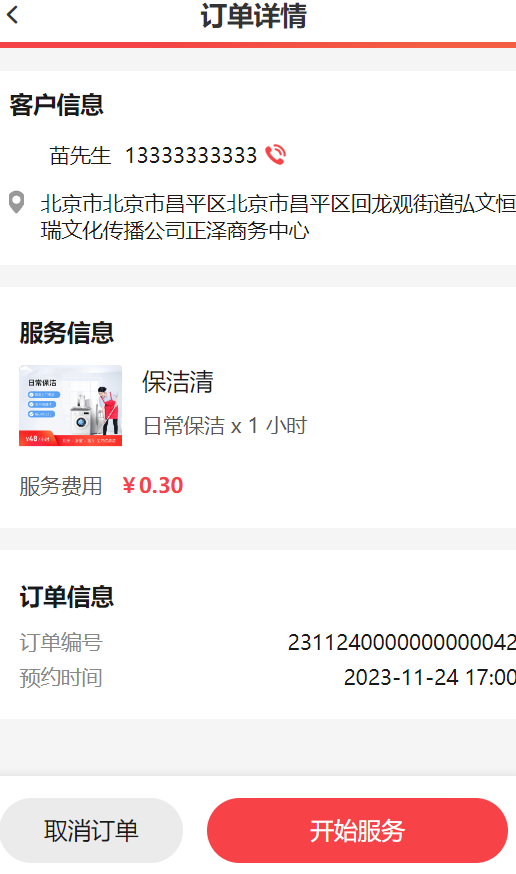 订单详情
客户信息
苗先生 13333333333
北京市北京市昌平区北京市昌平区回龙观街道弘文恒
瑞文化传播公司正泽商务中心
服务信息
日常保洁
¥48
/小时
保洁清
日常保洁 x 1 小时
服务费用 ¥0.30
订单信息
订单编号 2311240000000000042
预约时间 2023-11-24 17:00
取消订单 开始服务